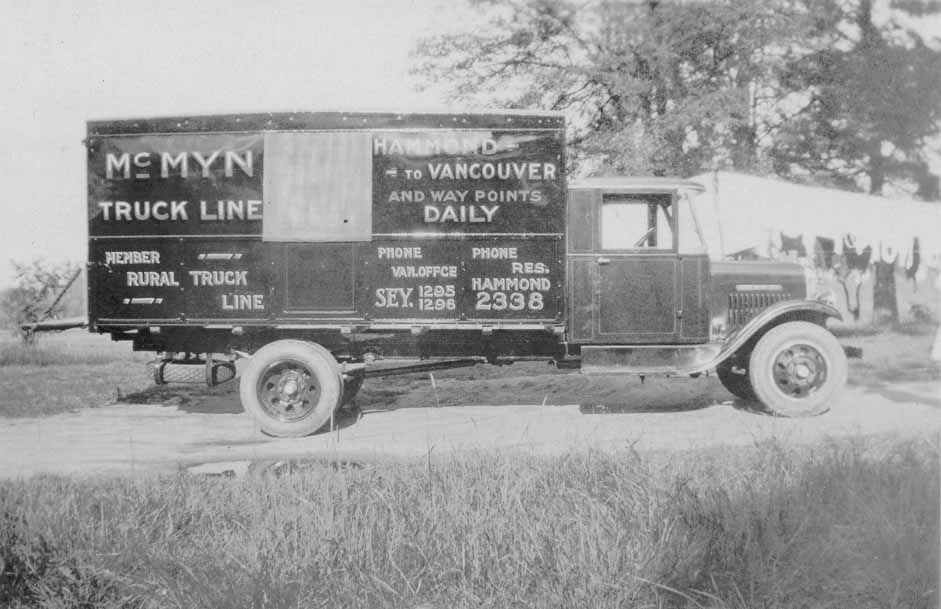 McMYN
TRUCK LINE
HAMMOND
TO VANCOUVER
AND WAY POINTS
DAILY
MEMBER
RURAL TRUCK
LINE
PHONE
VAN.OFFCE
SEY. 1295
1296
PHONE
RES.
HAMMOND
2338